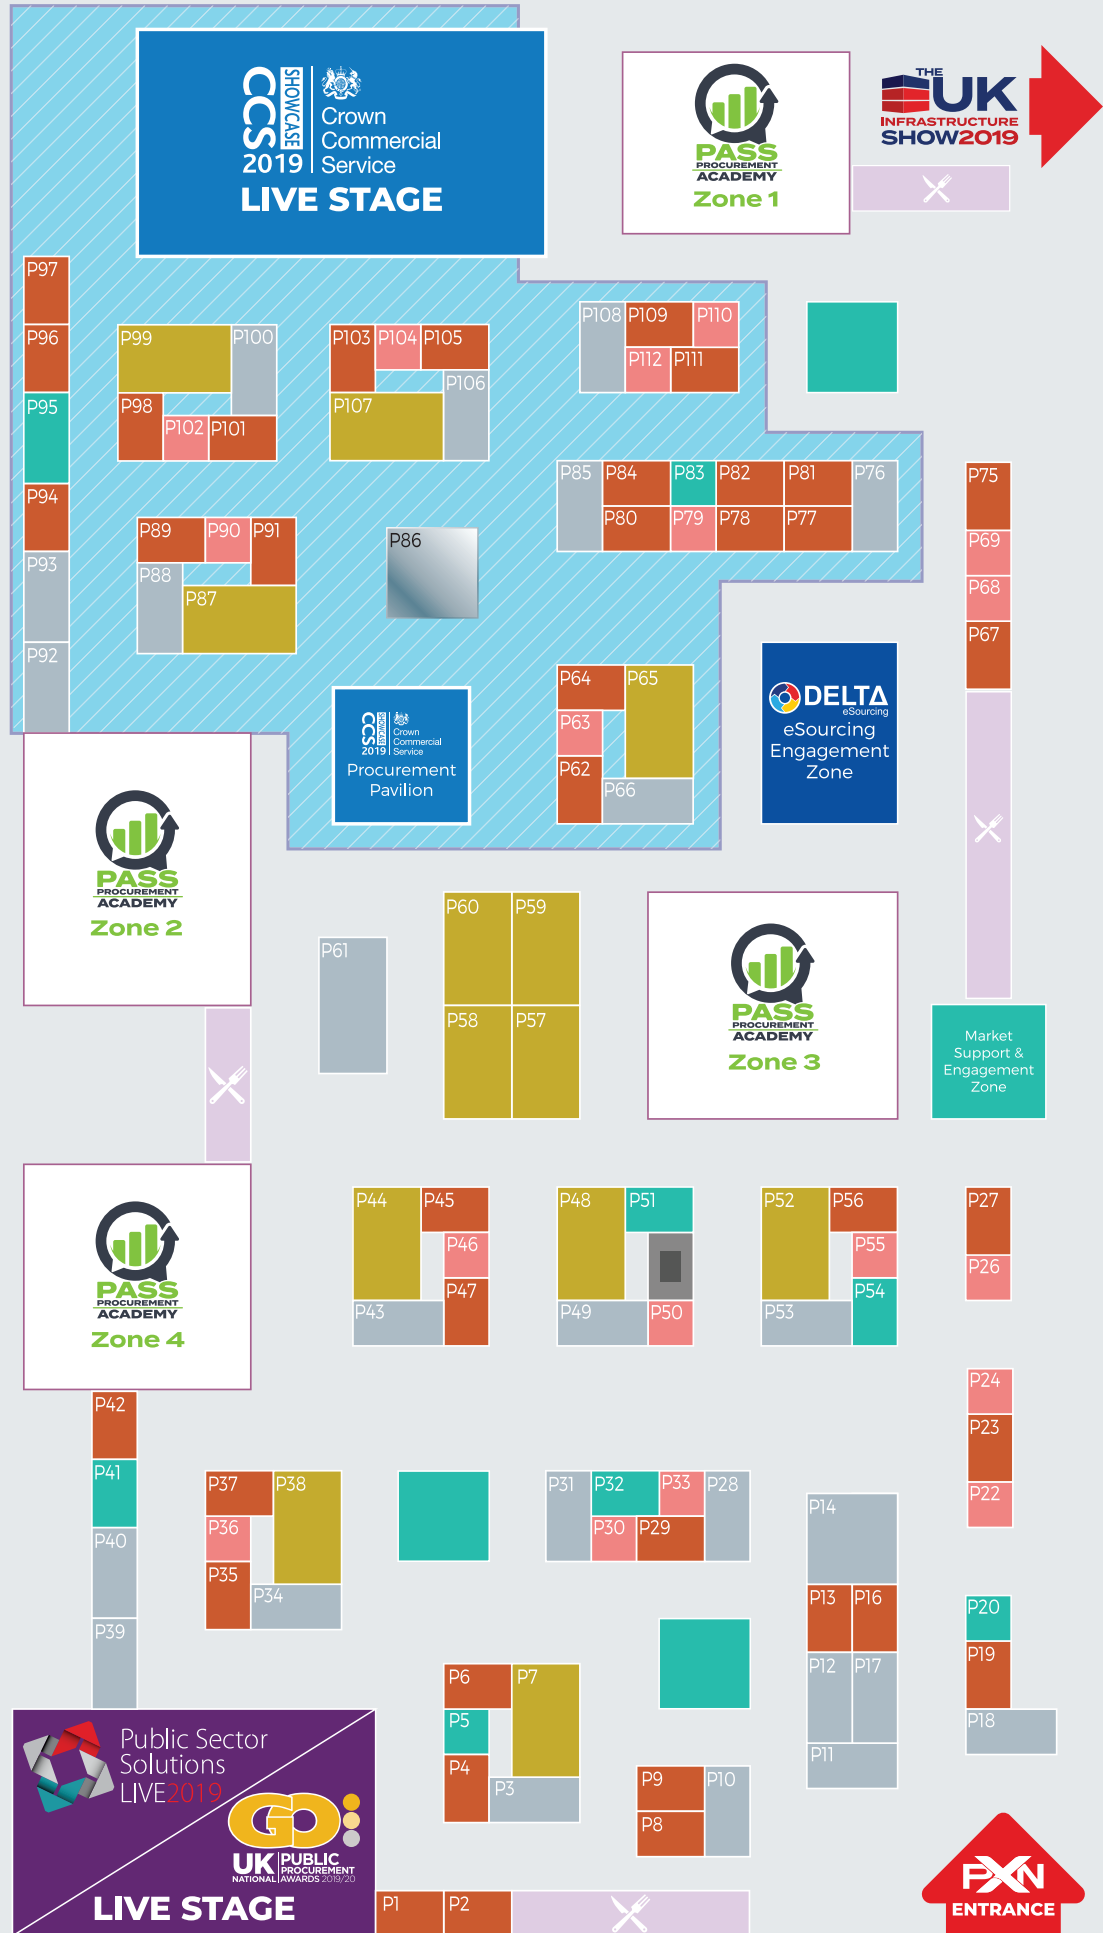 CCS
SHOWCASE
2019
Crown
Commercial
Service
LIVE STAGE
PASS
PROCUREMENT
ACADEMY
Zone 1
THE
UK
INFRASTRUCTURE
SHOW2019
P97
P96
P95
P94
P93
P92
P99
P100
P98
P102
P101
P103
P104
P105
P106
P107
P108
P109
P110
P112
P111
P85
P84
P83
P82
P81
P76
P80
P79
P78
P77
P75
P69
P68
P67
P89
P90
P91
P88
P87
P86
CCS
SHOWCASE
2019
Crown
Commercial
Service
Procurement
Pavilion
P64
P65
P63
P62
P66
DELTA
eSourcing
eSourcing
Engagement
Zone
PASS
PROCUREMENT
ACADEMY
Zone 2
P61
P60
P59
P58
P57
PASS
PROCUREMENT
ACADEMY
Zone 3
Market
Support &
Engagement
Zone
PASS
PROCUREMENT
ACADEMY
Zone 4
P44
P45
P46
P47
P43
P48
P51
P49
P50
P52
P56
P55
P54
P53
P27
P26
P24
P23
P22
P42
P41
P40
P39
P37
P38
P36
P35
P34
P31
P32
P33
P28
P30
P29
P14
P13
P16
P12
P17
P11
P20
P19
P18
P6
P7
P5
P4
P3
P9
P10
P8
Public Sector
Solutions
LIVE2019
GO
UK
NATIONAL
PUBLIC
PROCUREMENT
AWARDS 2019/20
LIVE STAGE
P1
P2
PXN
ENTRANCE